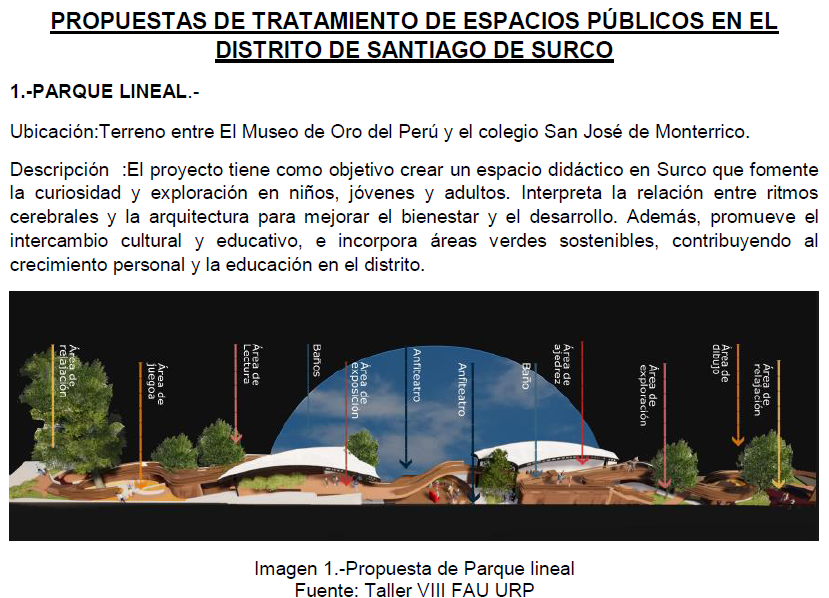 PROPUESTAS DE TRATAMIENTO DE ESPACIOS PÚBLICOS EN EL
DISTRITO DE SANTIAGO DE SURCO
1.-PARQUE LINEAL.-
Ubicación:Terreno entre El Museo de Oro del Perú y el colegio San José de Monterrico.
Descripción :El proyecto tiene como objetivo crear un espacio didáctico en Surco que fomente
la curiosidad y exploración en niños, jóvenes y adultos. Interpreta la relación entre ritmos
cerebrales y la arquitectura para mejorar el bienestar y el desarrollo. Además, promueve el
intercambio cultural y educativo, e incorpora áreas verdes sostenibles, contribuyendo al
crecimiento personal y la educación en el distrito.
Área de
relajación
Área de
juegoa
Área de
Lectura
Baños
Área de
exposición
Anfiteatro
Anfiteatro
Baño
Área de
ajedrez
Área de
exploración
Área de
dibujo
Área de
relajación
Imagen 1.-Propuesta de Parque lineal
Fuente: Taller VIII FAU URP